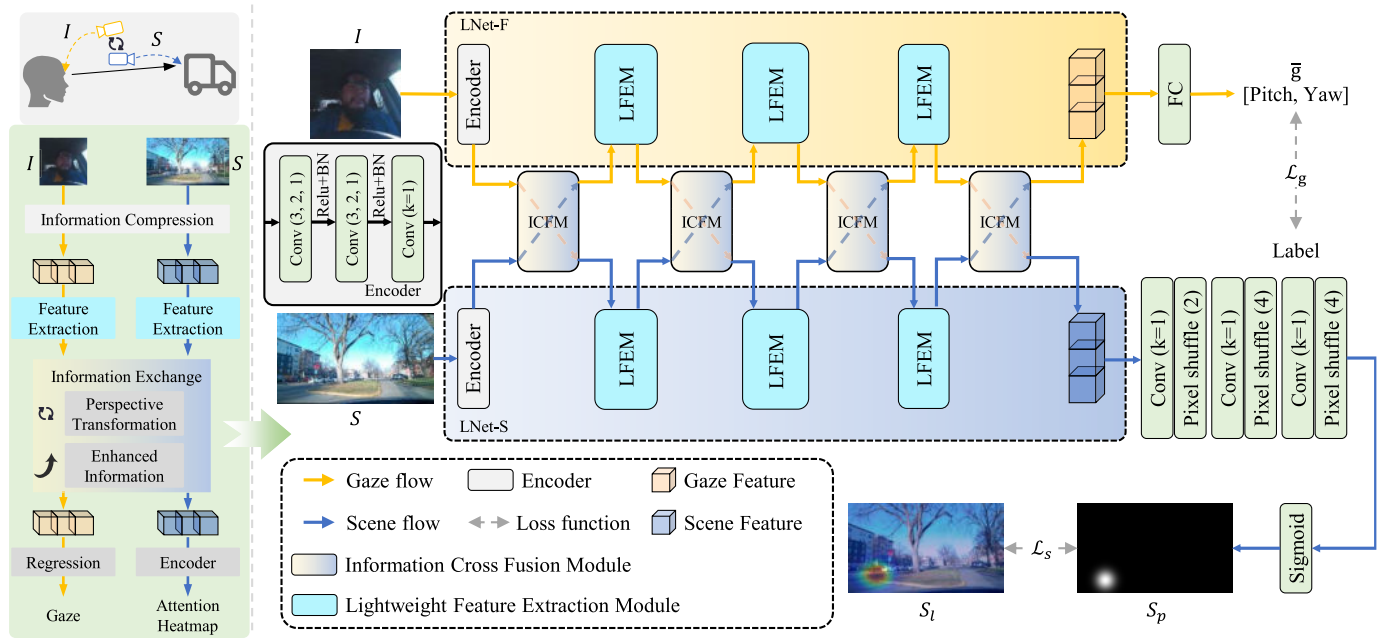 I
S
I
S
Information Compression
Feature
Extraction
Feature
Extraction
Information Exchange
Perspective
Transformation
Enhanced
Information
Regression
Encoder
Gaze
Attention
Heatmap
LNet-F
I
Encoder
LFEM
LFEM
LFEM
FC
ḡ
[Pitch, Yaw]
ℒg
Label
Conv (3, 2, 1)
Relu+BN
Conv (3, 2, 1)
Relu+BN
Conv (k=1)
Encoder
ICFM
ICFM
ICFM
ICFM
S
Encoder
LFEM
LFEM
LFEM
LNet-S
Conv (k=1)
Pixel shuffle (2)
Conv (k=1)
Pixel shuffle (4)
Conv (k=1)
Pixel shuffle (4)
Gaze flow
Encoder
Gaze Feature
Scene flow
Loss function
Scene Feature
Information Cross Fusion Module
Lightweight Feature Extraction Module
ℒs
Sigmoid
Sl
Sp